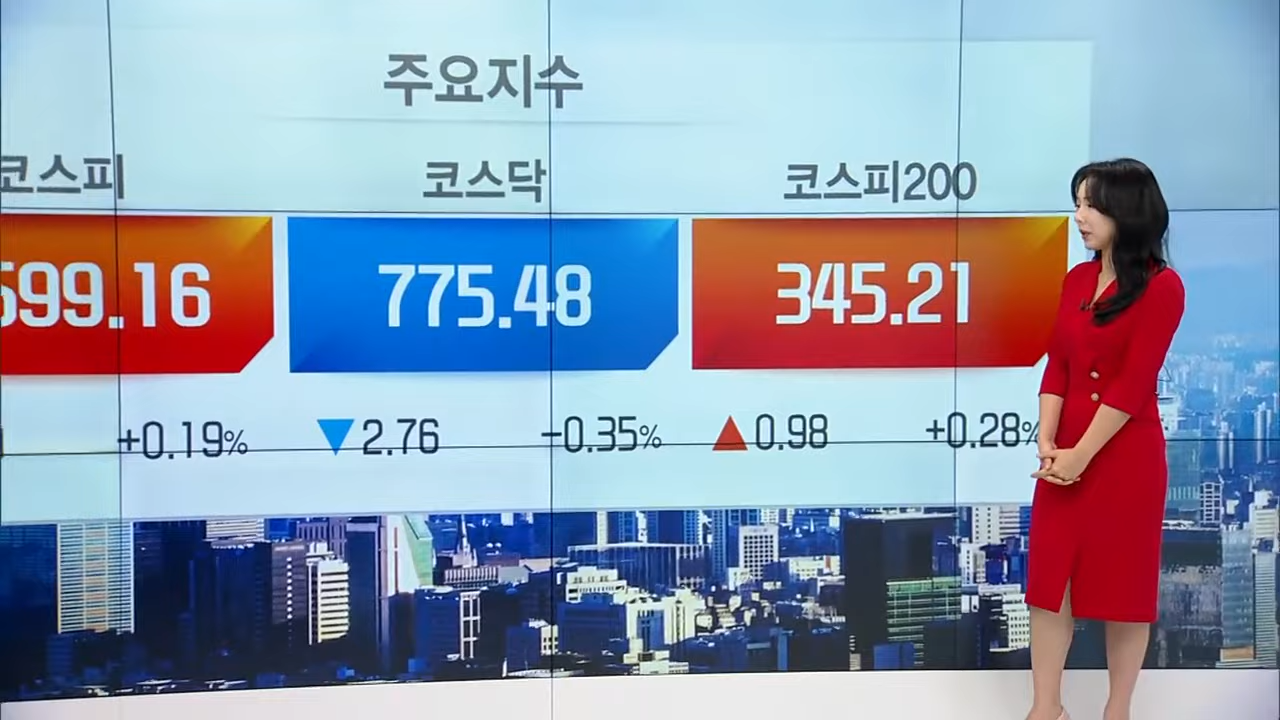 주요지수
코스피 코스닥 코스피200
599.16 775.48 345.21
+0.19% ▼2.76 -0.35% ▲0.98 +0.28%